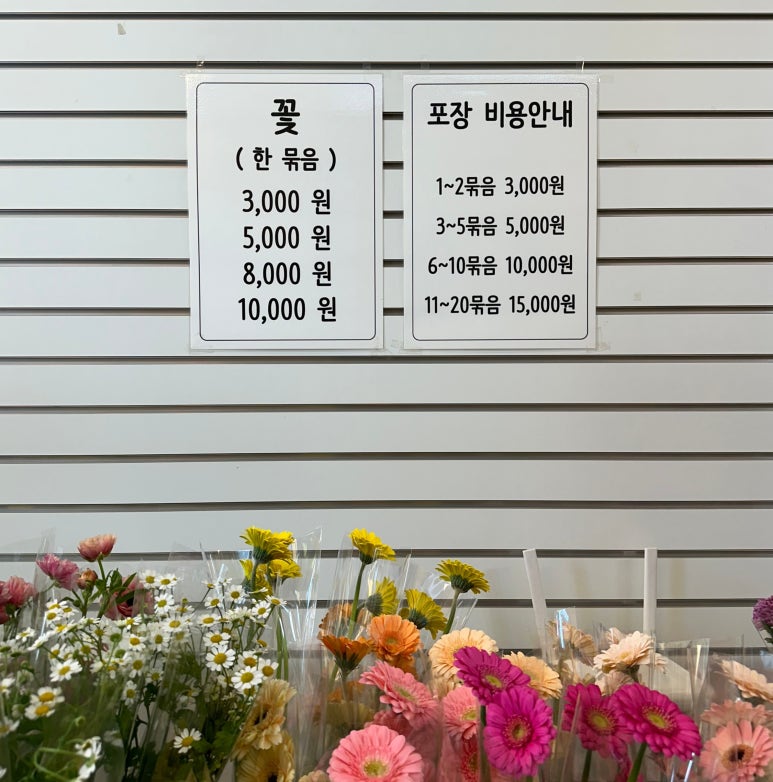 꽃
( 한 묶음 )
3,000 원
5,000 원
8,000 원
10,000 원
포장 비용안내
1~2묶음 3,000원
3~5묶음 5,000원
6~10묶음 10,000원
11~20묶음 15,000원